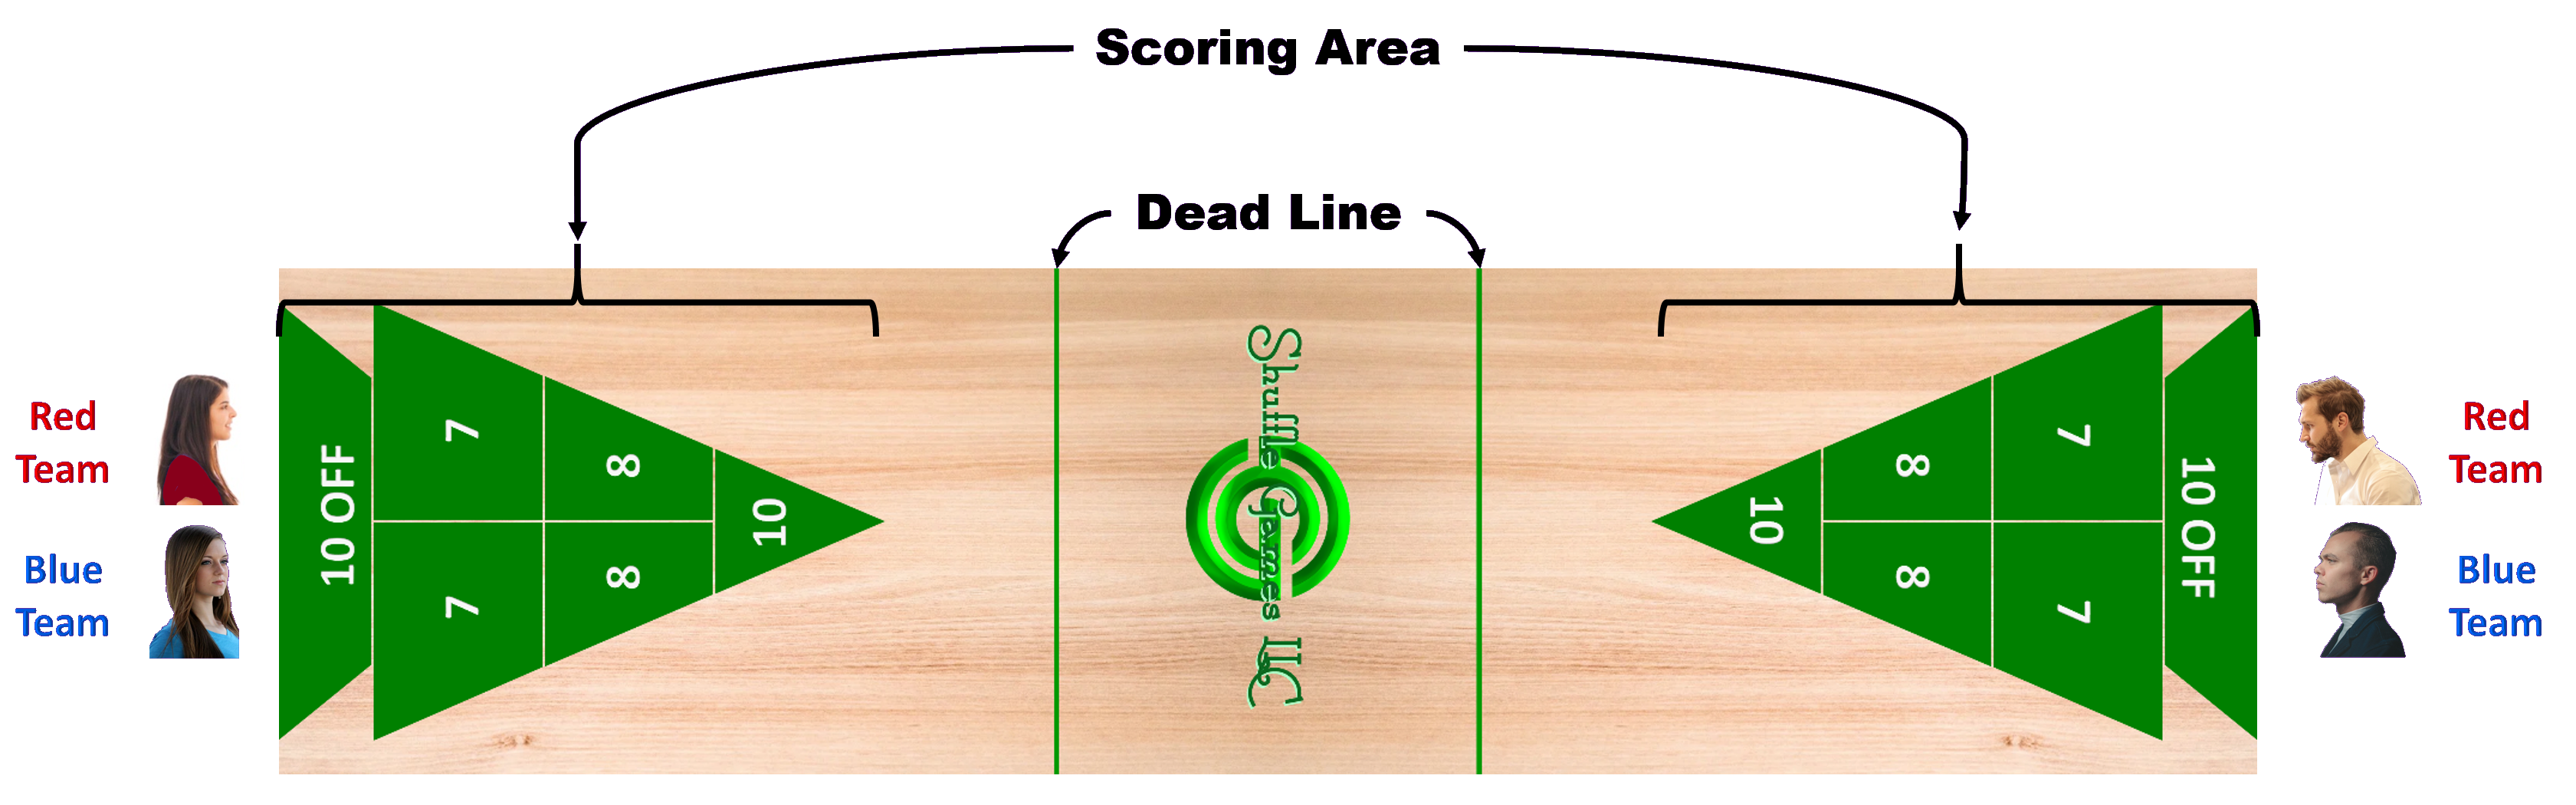 Scoring Area
Dead Line
Red
Team
Blue
Team
10 OFF
7
7
8
8
10
Shuffle Games LLC
10
8
8
7
7
10 OFF
Red
Team
Blue
Team